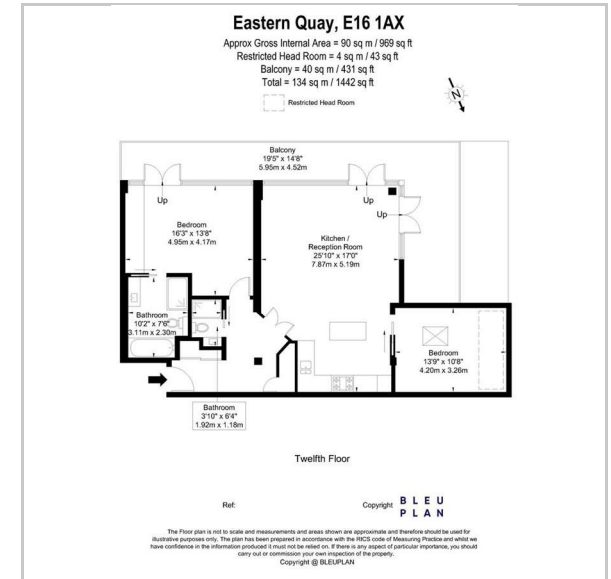 Eastern Quay, E16 1AX
Approx Gross Internal Area = 90 sq m / 969 sq ft
Restricted Head Room = 4 sq m / 43 sq ft
Balcony = 40 sq m / 431 sq ft
Total = 134 sq m / 1442 sq ft
Restricted Head Room
N
Balcony
19'5" x 14'8"
5.95m x 4.52m
Up
Up
Up
Bedroom
16'3" x 13'8"
4.95m x 4.17m
Kitchen /
Reception Room
25'10" x 17'0"
7.87m x 5.19m
Bathroom
10'2" x 7'6"
3.11m x 2.30m
Bedroom
13'9" x 10'8"
4.20m x 3.26m
Bathroom
3'10" x 6'4"
1.92m x 1.18m
Twelfth Floor
Ref:
Copyright
BLEU
PLAN
The Floor plan is not to scale and measurements and areas shown are approximate and therefore should be used for
illustrative purposes only. The plan has been prepared in accordance with the RICS code of Measuring Practice and whilst we
have confidence in the information produced it must not be relied on. If there is any aspect of particular importance, you should
carry out or commission your own inspection of the property.
Copyright @ BLEUPLAN